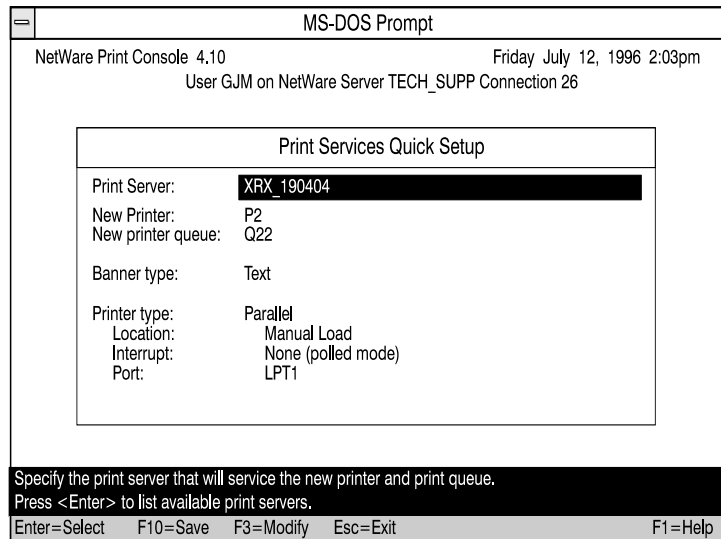 MS-DOS Prompt
NetWare Print Console 4.10 Friday July 12, 1996 2:03pm
User GJM on NetWare Server TECH_SUPP Connection 26
Print Services Quick Setup
Print Server: XRX_190404
New Printer: P2
New printer queue: Q22
Banner type: Text
Printer type: Parallel
Location: Manual Load
Interrupt: None (polled mode)
Port: LPT1
Specify the print server that will service the new printer and print queue.
Press <Enter> to list available print servers.
Enter=Select F10=Save F3=Modify Esc=Exit F1=Help